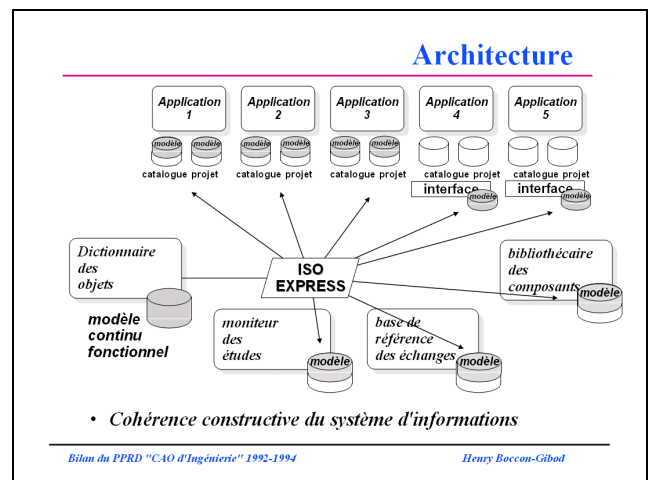 Architecture
Application
1
Application
2
Application
3
Application
4
Application
5
modèle modèle
modèle modèle
modèle modèle
catalogue projet
catalogue projet
catalogue projet
catalogue projet
catalogue projet
interface
modèle
interface
modèle
Dictionnaire
des
objets
modèle
continu
fonctionnel
ISO
EXPRESS
bibliothécaire
des
composants
modèle
moniteur
des
études
modèle
base de
référence
des échanges
modèle
• Cohérence constructive du système d'informations
Bilan du PPRD "CAO d'Ingénierie" 1992-1994 Henry Boccon-Gibod